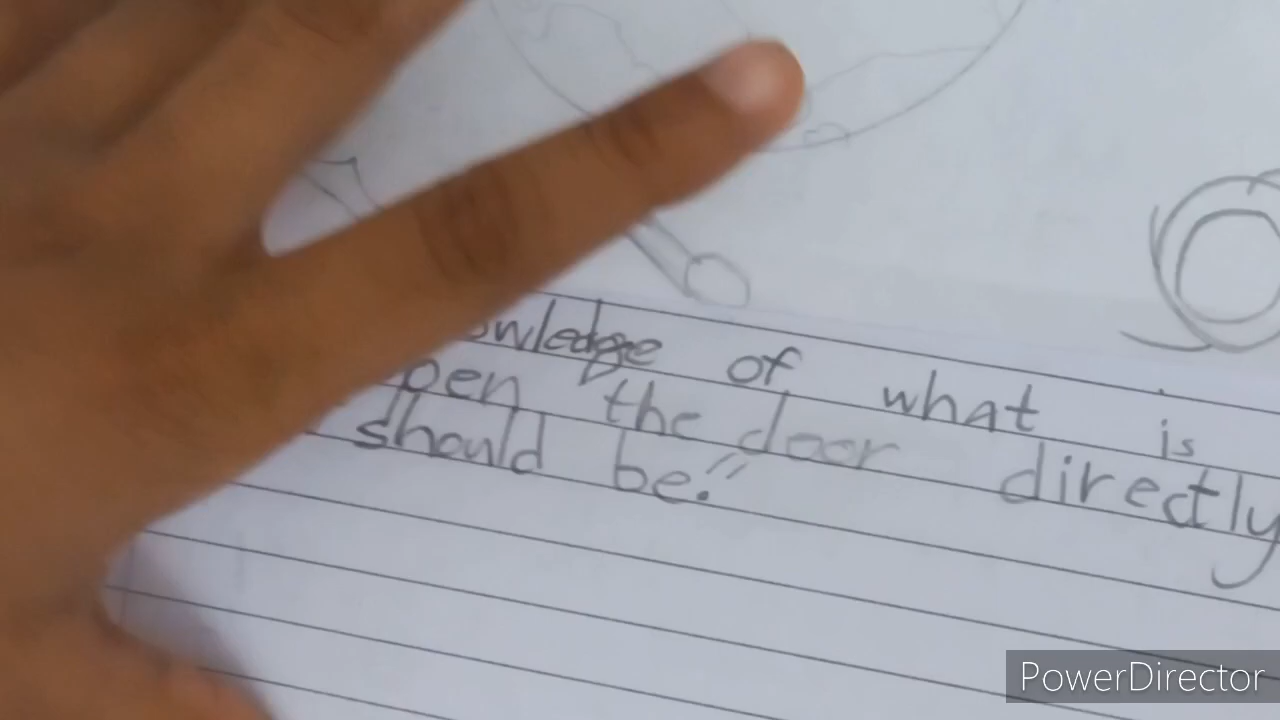 owledge of what is
pen the door directly
should be."
PowerDirector